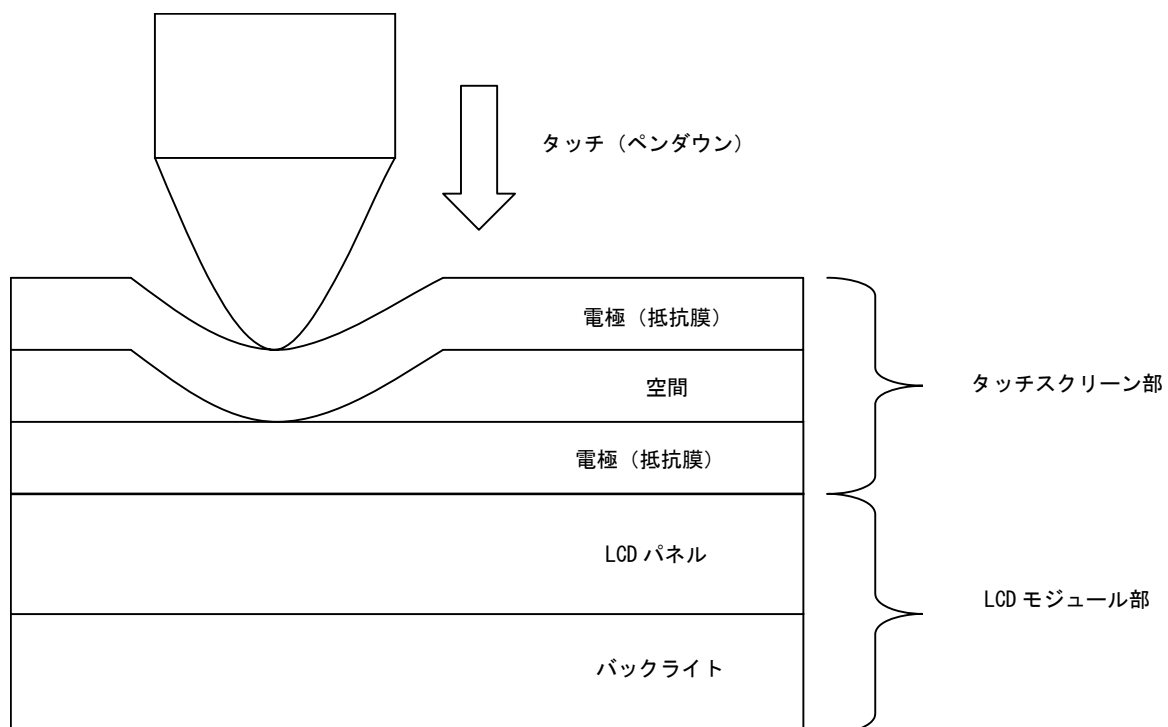 タッチ（ペンダウン）
電極（抵抗膜）
空間
電極（抵抗膜）
タッチスクリーン部
LCD パネル
LCD モジュール部
バックライト